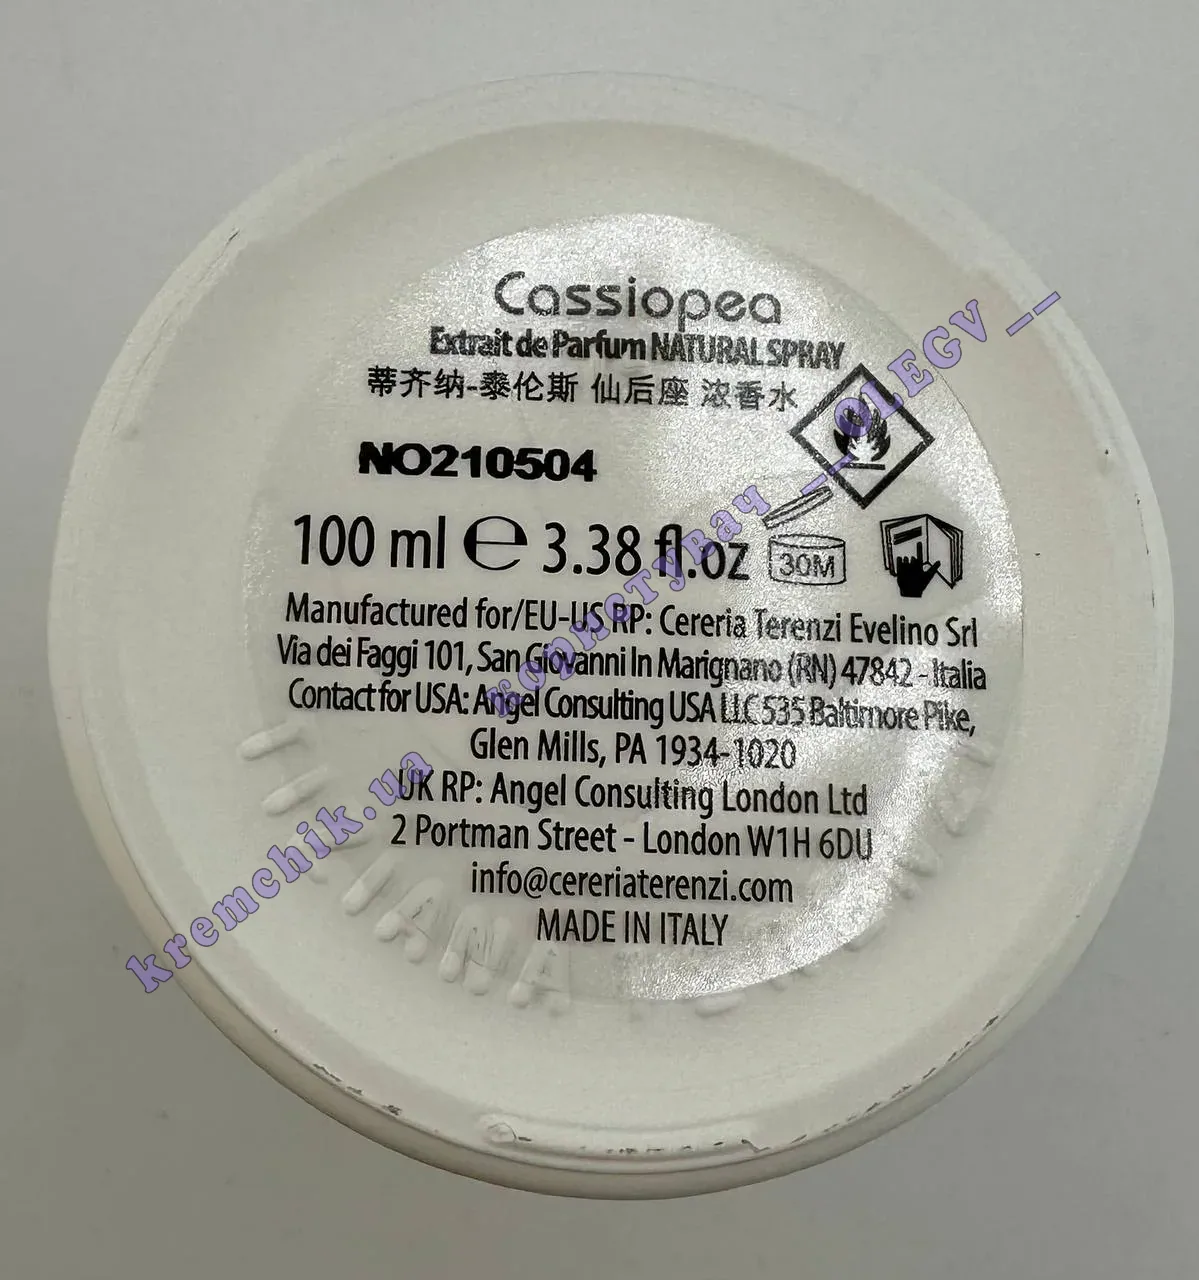 Cassiopea
Extrait de Parfum NATURAL SPRAY
蒂齐纳-泰伦斯 仙后座 浓香水
NO210504
100 ml ℮ 3.38 fl.oz
30M
Manufactured for/EU-US RP: Cereria Terenzi Evelino Srl
Via dei Faggi 101, San Giovanni In Marignano (RN) 47842 - Italia
Contact for USA: Angel Consulting USA LLC 535 Baltimore Pike,
Glen Mills, PA 1934-1020
UK RP: Angel Consulting London Ltd
2 Portman Street - London W1H 6DU
info@cereriaterenzi.com
MADE IN ITALY
TIZIANA TERENZI
kremchik.ua користувач __OLEGV__